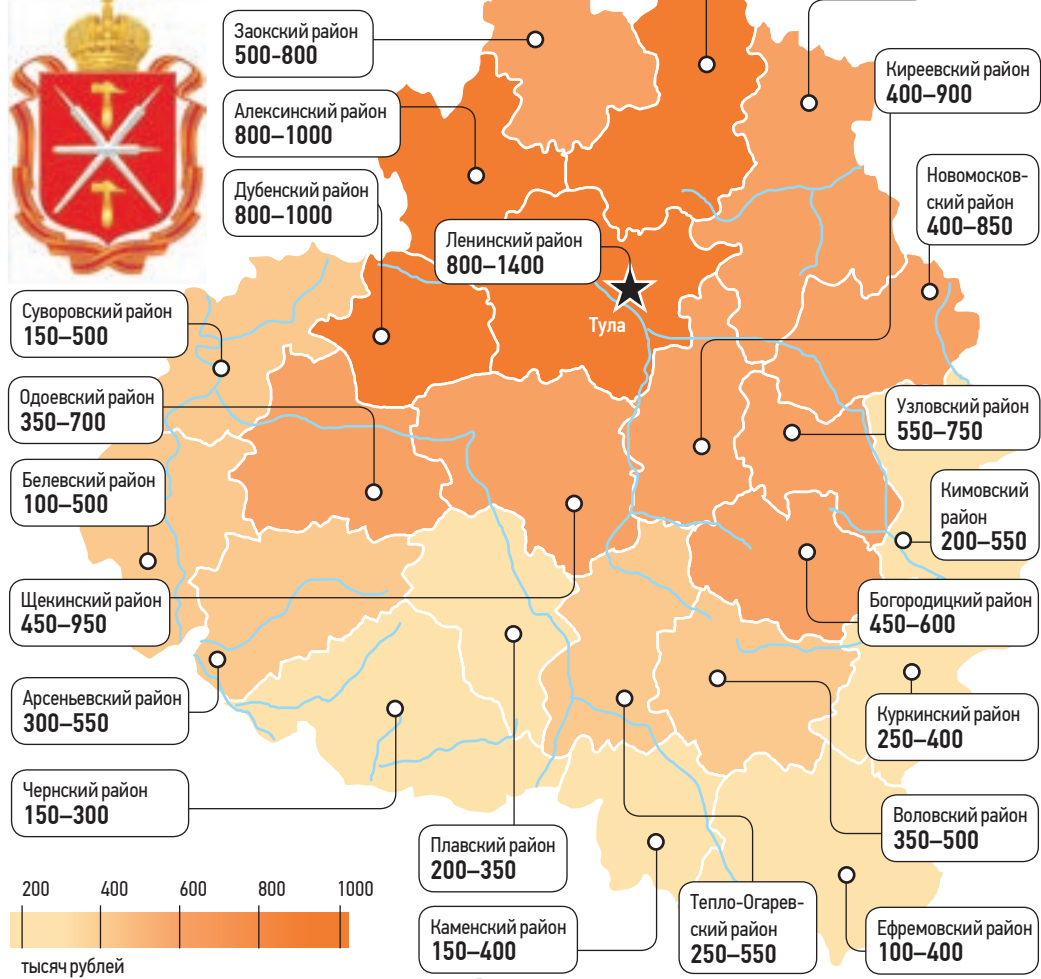 Заокский район
500-800
Алексинский район
800–1000
Дубенский район
800–1000
Ленинский район
800–1400
Тула
Киреевский район
400–900
Новомосков-
ский район
400–850
Суворовский район
150–500
Одоевский район
350–700
Белевский район
100–500
Щекинский район
450–950
Арсеньевский район
300–550
Чернский район
150–300
Узловский район
550–750
Кимовский
район
200–550
Богородицкий район
450–600
Куркинский район
250–400
Воловский район
350–500
Плавский район
200–350
Каменский район
150–400
Тепло-Огарев-
ский район
250–550
Ефремовский район
100–400
200 400 600 800 1000
тысяч рублей